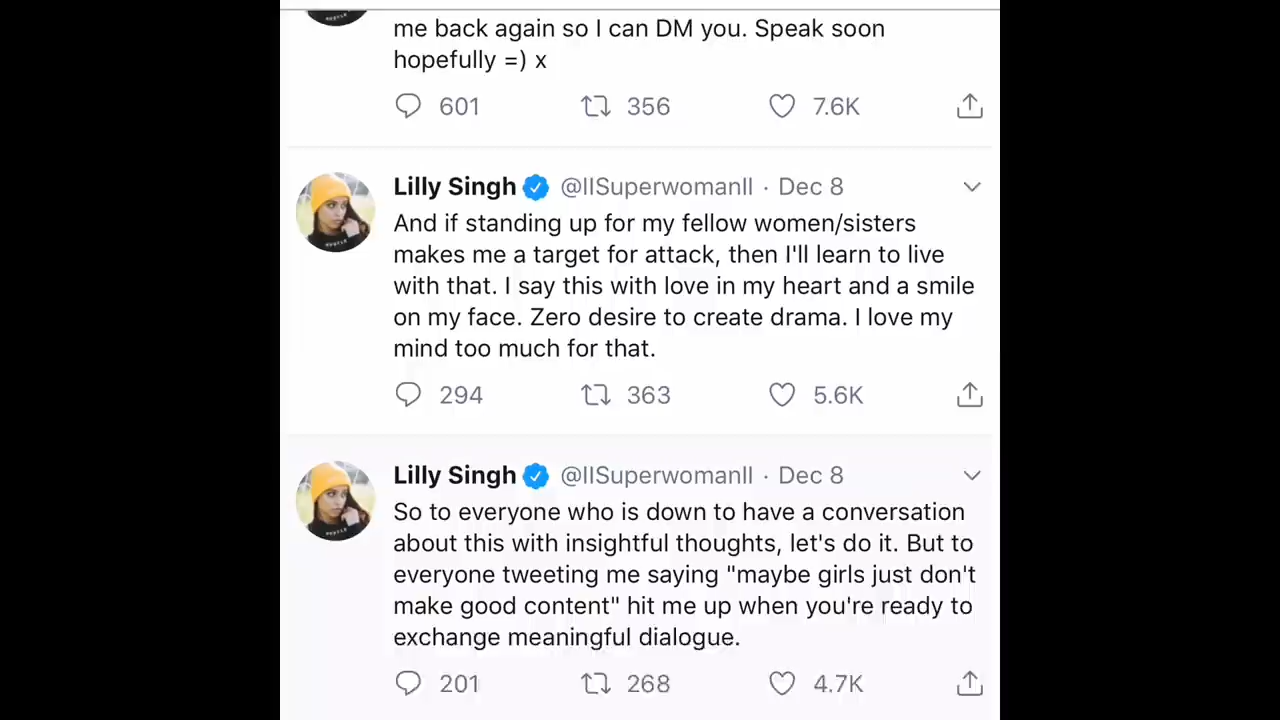 me back again so I can DM you. Speak soon
hopefully =) x
601 356 7.6K
Lilly Singh @IISuperwomanII · Dec 8
And if standing up for my fellow women/sisters
makes me a target for attack, then I'll learn to live
with that. I say this with love in my heart and a smile
on my face. Zero desire to create drama. I love my
mind too much for that.
294 363 5.6K
Lilly Singh @IISuperwomanII · Dec 8
So to everyone who is down to have a conversation
about this with insightful thoughts, let's do it. But to
everyone tweeting me saying "maybe girls just don't
make good content" hit me up when you're ready to
exchange meaningful dialogue.
201 268 4.7K